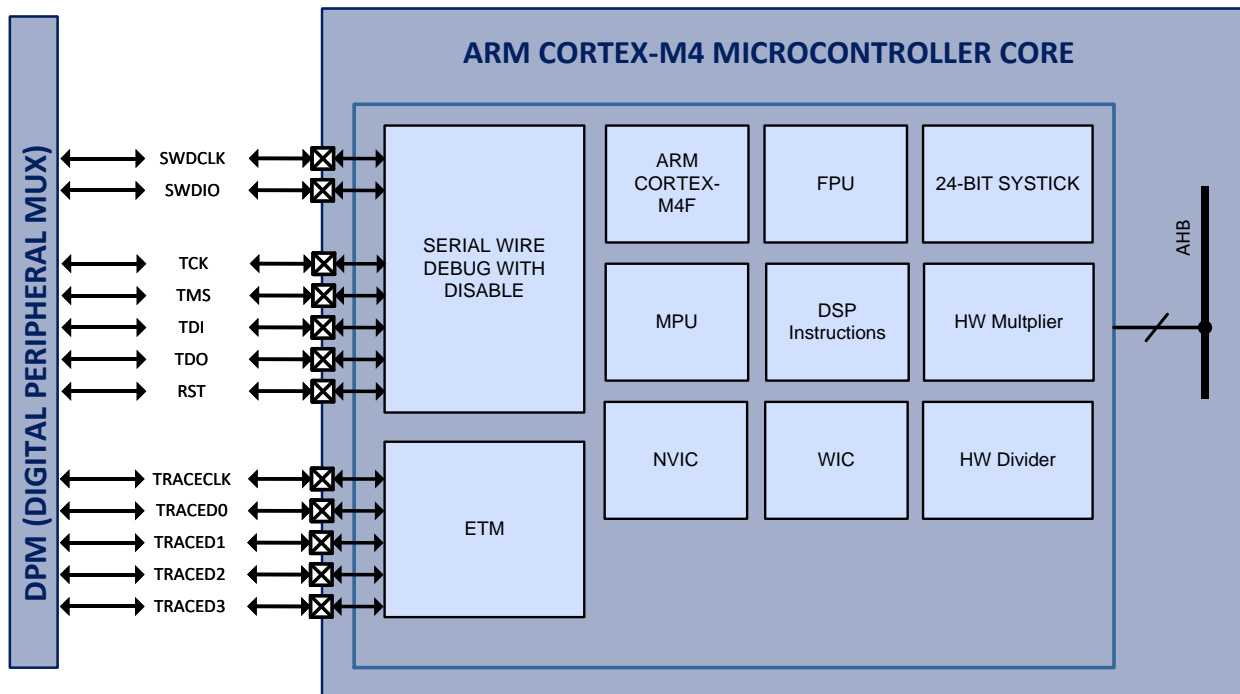 ARM CORTEX-M4 MICROCONTROLLER CORE
DPM (DIGITAL PERIPHERAL MUX)
SWDCLK
SWDIO
TCK
TMS
TDI
TDO
RST
TRACECLK
TRACED0
TRACED1
TRACED2
TRACED3
SERIAL WIRE
DEBUG WITH
DISABLE
ETM
ARM
CORTEX-
M4F
FPU
24-BIT SYSTICK
MPU
DSP
Instructions
HW Multplier
NVIC
WIC
HW Divider
AHB